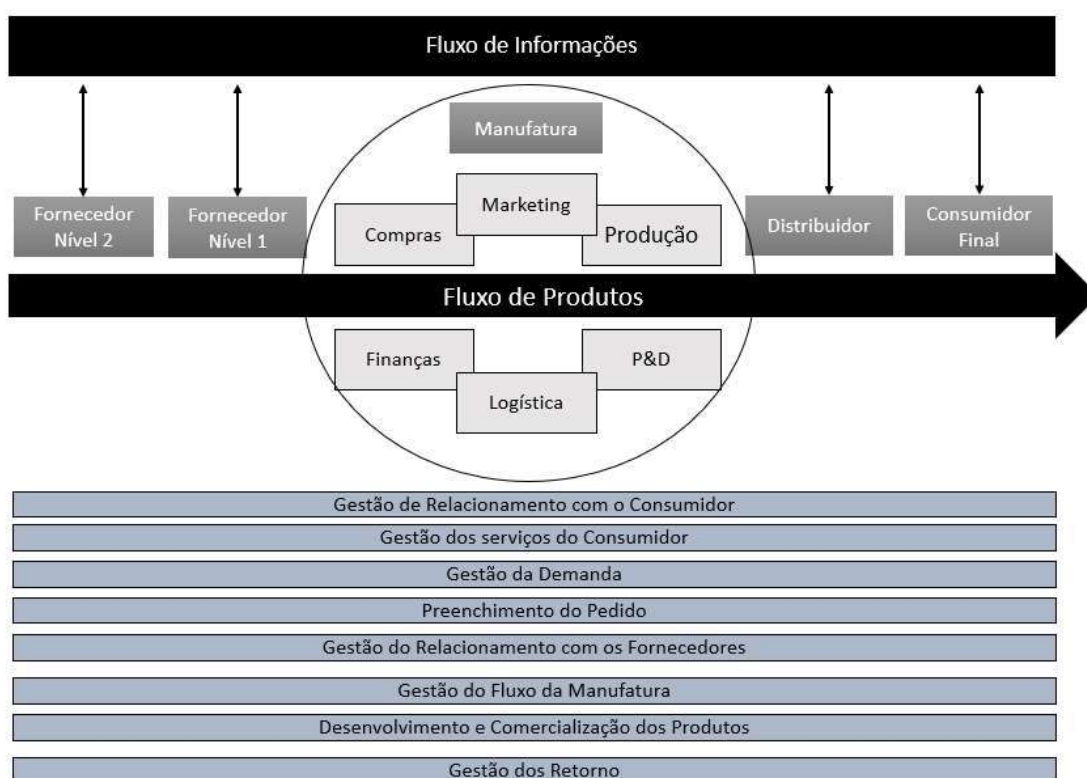 Fluxo de Informações
Manufatura
Fornecedor
Nível 2
Fornecedor
Nível 1
Marketing
Compras
Produção
Distribuidor
Consumidor
Final
Fluxo de Produtos
Finanças
P&D
Logística
Gestão de Relacionamento com o Consumidor
Gestão dos serviços do Consumidor
Gestão da Demanda
Preenchimento do Pedido
Gestão do Relacionamento com os Fornecedores
Gestão do Fluxo da Manufatura
Desenvolvimento e Comercialização dos Produtos
Gestão dos Retorno